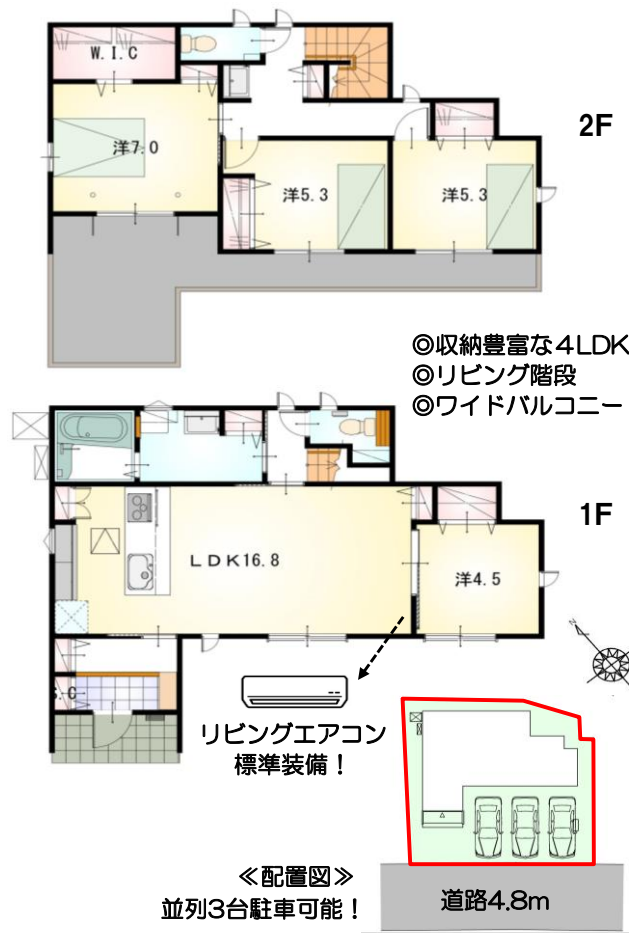 W.I.C
2F
洋7.0
洋5.3
洋5.3
◎収納豊富な4LDK
◎リビング階段
◎ワイドバルコニー
1F
LDK16.8
洋4.5
リビングエアコン
標準装備！
≪配置図≫
並列3台駐車可能！
道路4.8m